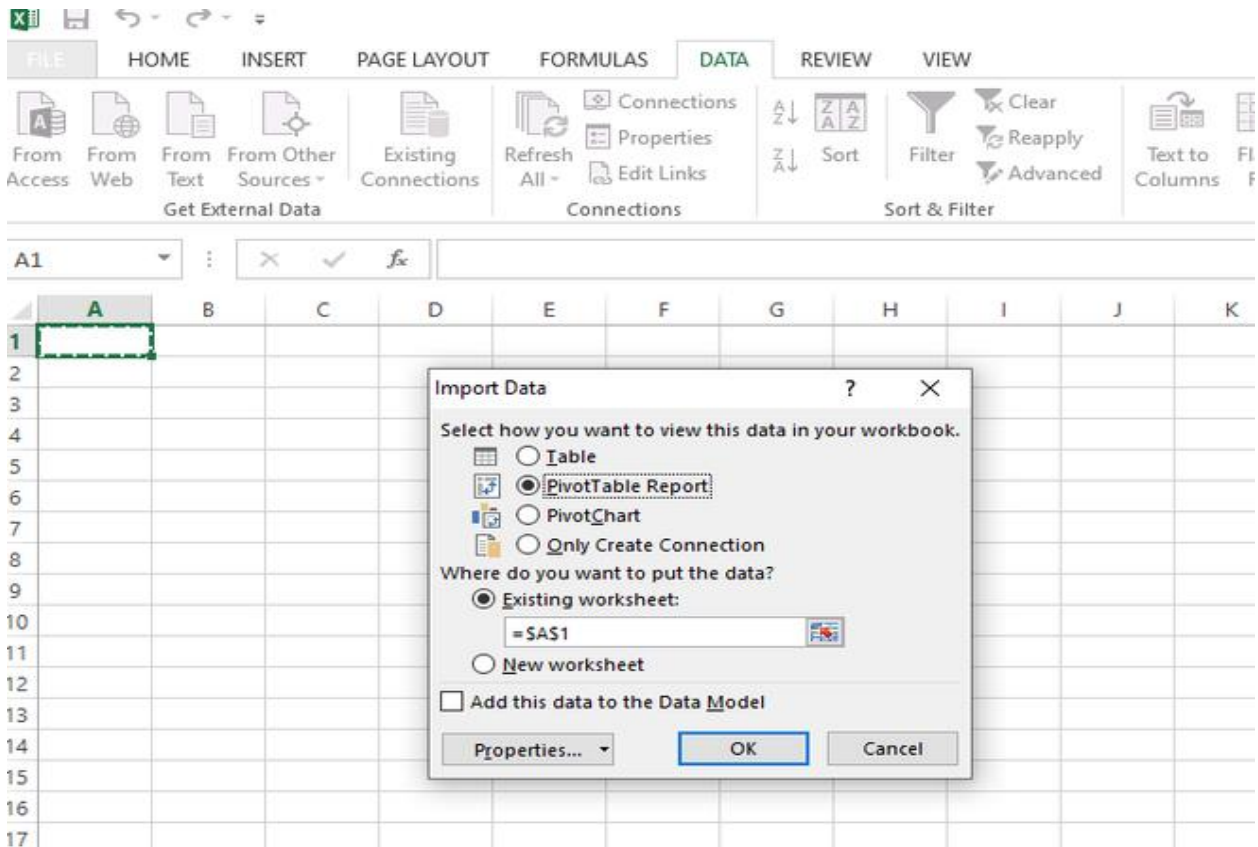 FILE HOME INSERT PAGE LAYOUT FORMULAS DATA REVIEW VIEW
From Access
From Web
From Text
From Other Sources
Existing Connections
Refresh All
Connections
Properties
Edit Links
Sort
Filter
Clear
Reapply
Advanced
Text to Columns
Get External Data Connections Sort & Filter
A1 fx
A B C D E F G H I J K
1
2
3
4
5
6
7
8
9
10
11
12
13
14
15
16
17
Import Data ?
Select how you want to view this data in your workbook.
Table
PivotTable Report
PivotChart
Only Create Connection
Where do you want to put the data?
Existing worksheet:
=$A$1
New worksheet
Add this data to the Data Model
Properties... OK Cancel